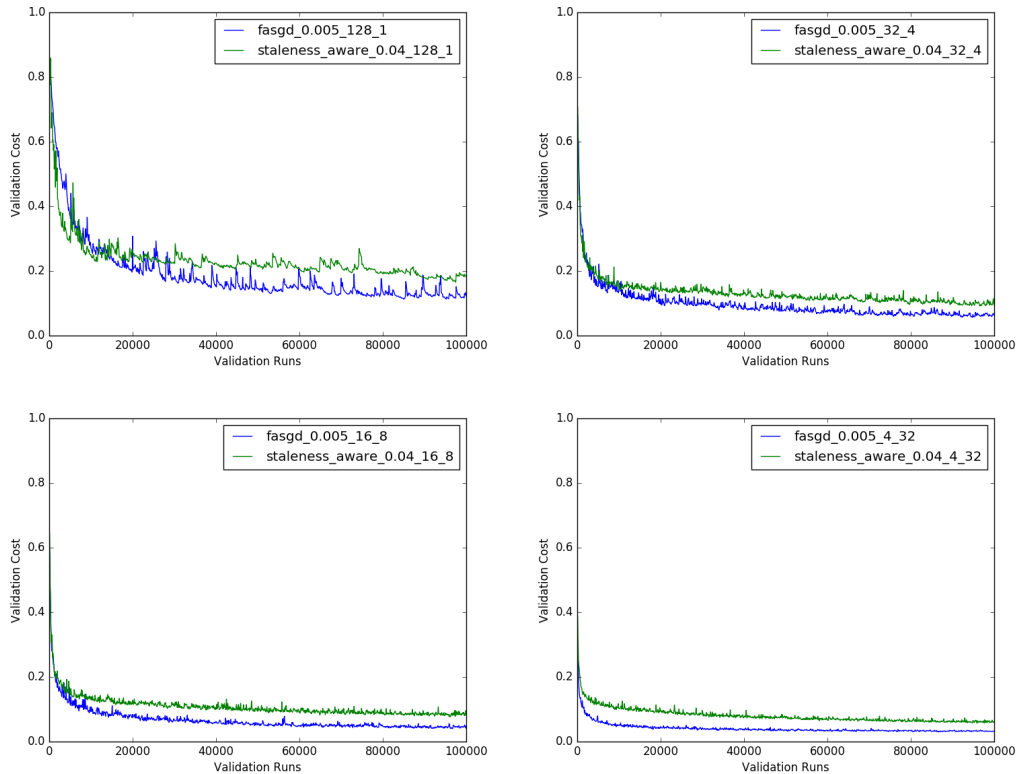 1.0
fasgd_0.005_128_1
staleness_aware_0.04_128_1
0.8
0.6
0.4
0.2
0.0
Validation Cost
0 20000 40000 60000 80000 100000
Validation Runs
1.0
fasgd_0.005_32_4
staleness_aware_0.04_32_4
0.8
0.6
0.4
0.2
0.0
Validation Cost
0 20000 40000 60000 80000 100000
Validation Runs
1.0
fasgd_0.005_16_8
staleness_aware_0.04_16_8
0.8
0.6
0.4
0.2
0.0
Validation Cost
0 20000 40000 60000 80000 100000
Validation Runs
1.0
fasgd_0.005_4_32
staleness_aware_0.04_4_32
0.8
0.6
0.4
0.2
0.0
Validation Cost
0 20000 40000 60000 80000 100000
Validation Runs